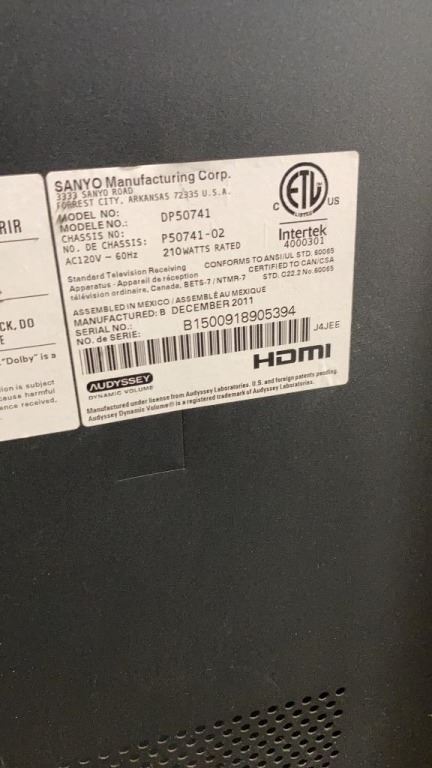 SANYO Manufacturing Corp.
3333 SANYO ROAD
FORREST CITY, ARKANSAS 72335 U.S.A.
MODEL NO: DP50741
MODELE NO.:
CHASSIS NO: P50741-02
NO. DE CHASSIS:
AC120V ~ 60Hz 210WATTS RATED
C ETL US
Intertek
4000301
Standard Television Receiving
Apparatus - Appareil de réception
télévision ordinaire, Canada, BETS-7 / NTMR-7
CONFORMS TO ANSI/UL STD. 60065
CERTIFIED TO CAN/CSA
STD. C22.2 No.60065
ASSEMBLED IN MEXICO / ASSEMBLÉ AU MEXIQUE
MANUFACTURED: B DECEMBER 2011
SERIAL NO.: B1500918905394
NO. de SÉRIE:
J4JEE
HDMI
AUDYSSEY
DYNAMIC VOLUME
Manufactured under license from Audyssey Laboratories. U.S. and foreign patents pending.
Audyssey Dynamic Volume® is a registered trademark of Audyssey Laboratories.
RIR
CK, DO
"Dolby" is a
tion is subject
cause harmful
ence received,